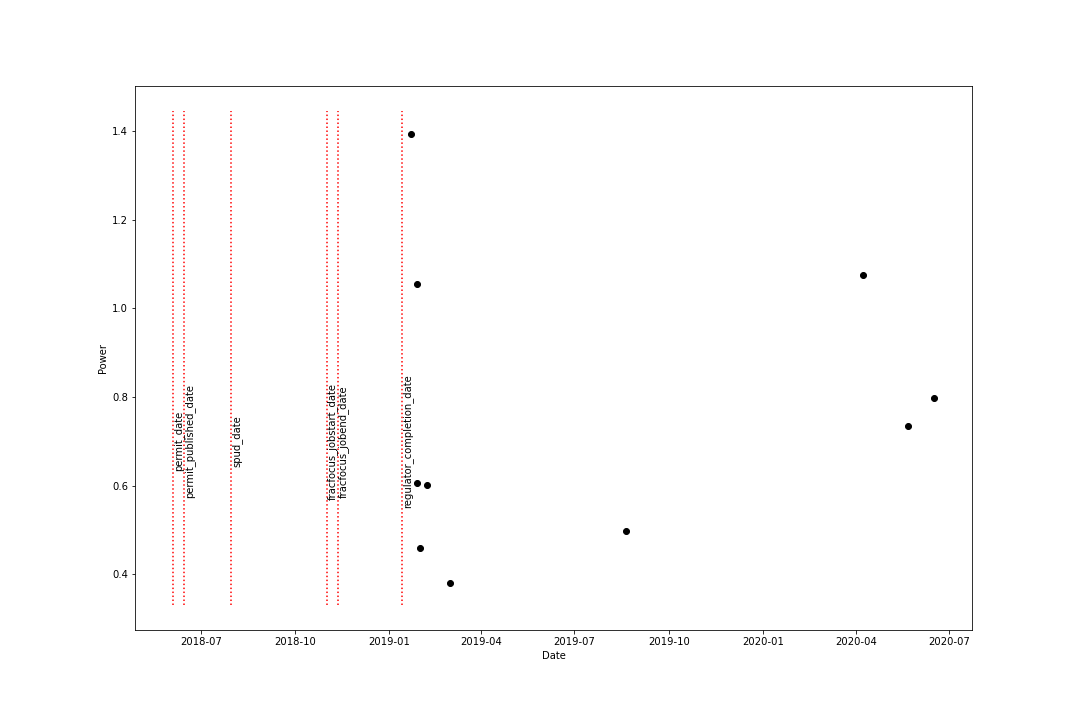 1.4
1.2
1.0
0.8
0.6
0.4
Power
permit_date
permit_published_date
spud_date
fracfocus_jobstart_date
fracfocus_jobend_date
regulator_completion_date
2018-07
2018-10
2019-01
2019-04
2019-07
2019-10
2020-01
2020-04
2020-07
Date